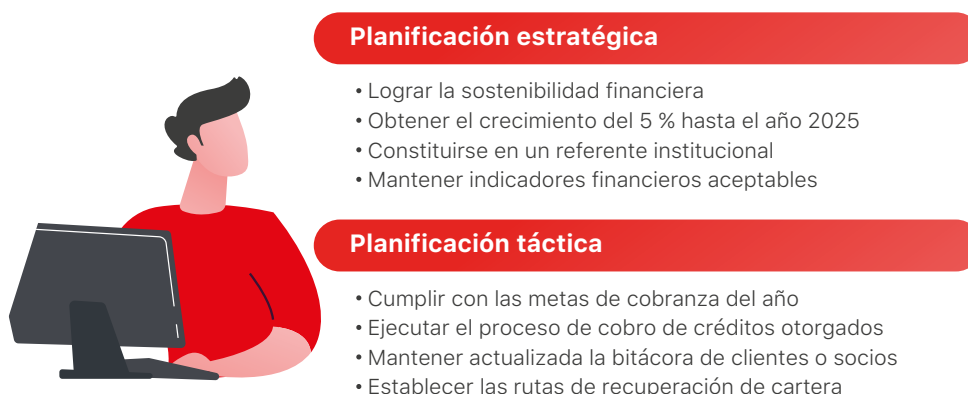 Planificación estratégica
• Lograr la sostenibilidad financiera
• Obtener el crecimiento del 5 % hasta el año 2025
• Constituirse en un referente institucional
• Mantener indicadores financieros aceptables
Planificación táctica
• Cumplir con las metas de cobranza del año
• Ejecutar el proceso de cobro de créditos otorgados
• Mantener actualizada la bitácora de clientes o socios
• Establecer las rutas de recuperación de cartera